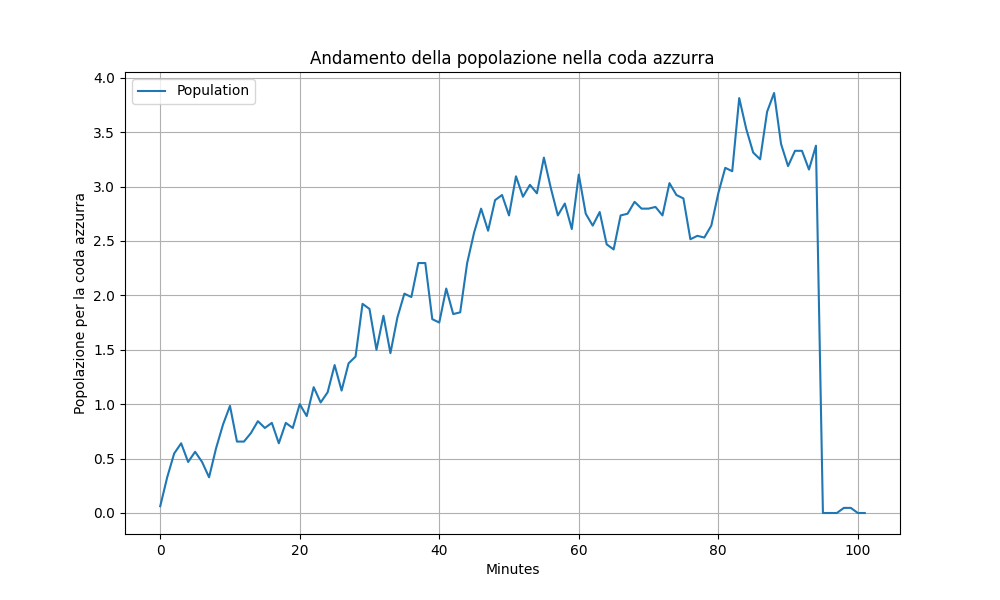 Andamento della popolazione nella coda azzurra
Population
Popolazione per la coda azzurra
4.0
3.5
3.0
2.5
2.0
1.5
1.0
0.5
0.0
0 20 40 60 80 100
Minutes